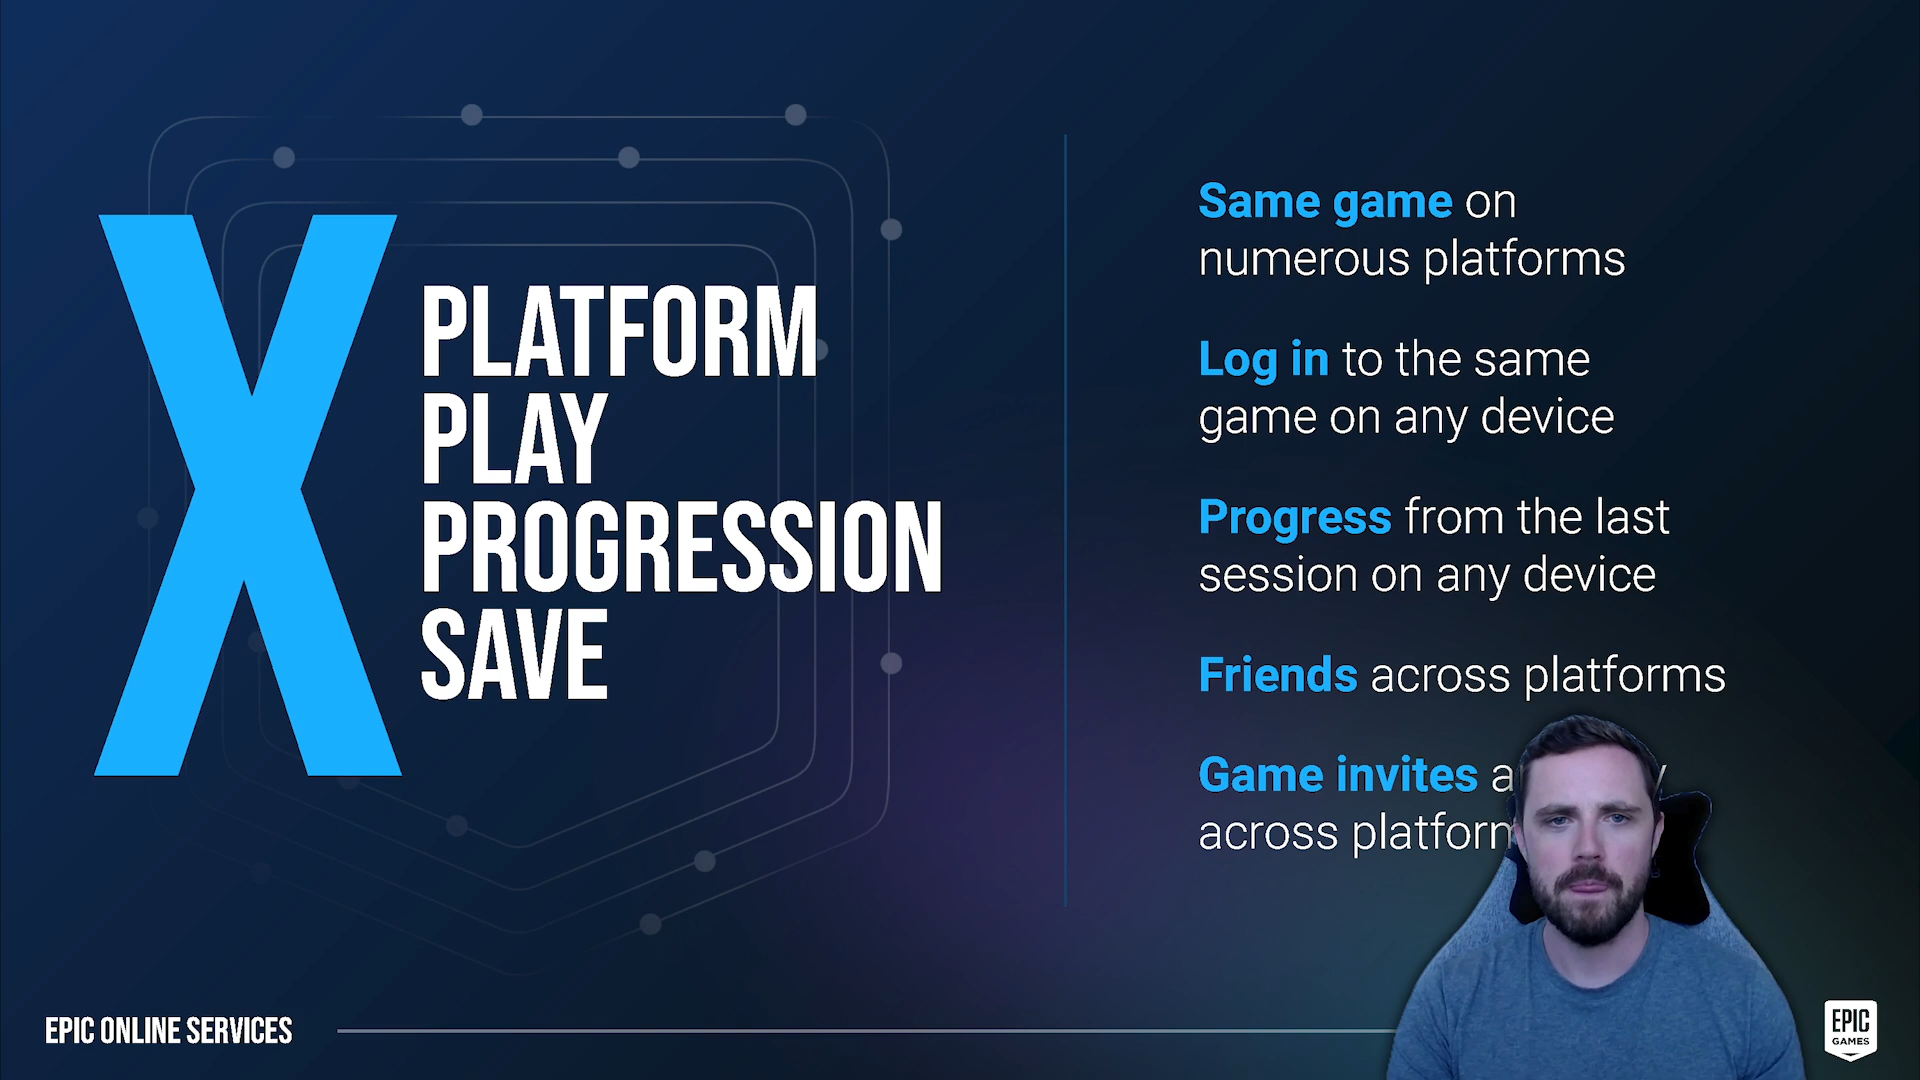 X
PLATFORM
PLAY
PROGRESSION
SAVE
Same game on
numerous platforms
Log in to the same
game on any device
Progress from the last
session on any device
Friends across platforms
Game invites
across
EPIC ONLINE SERVICES
EPIC
GAMES